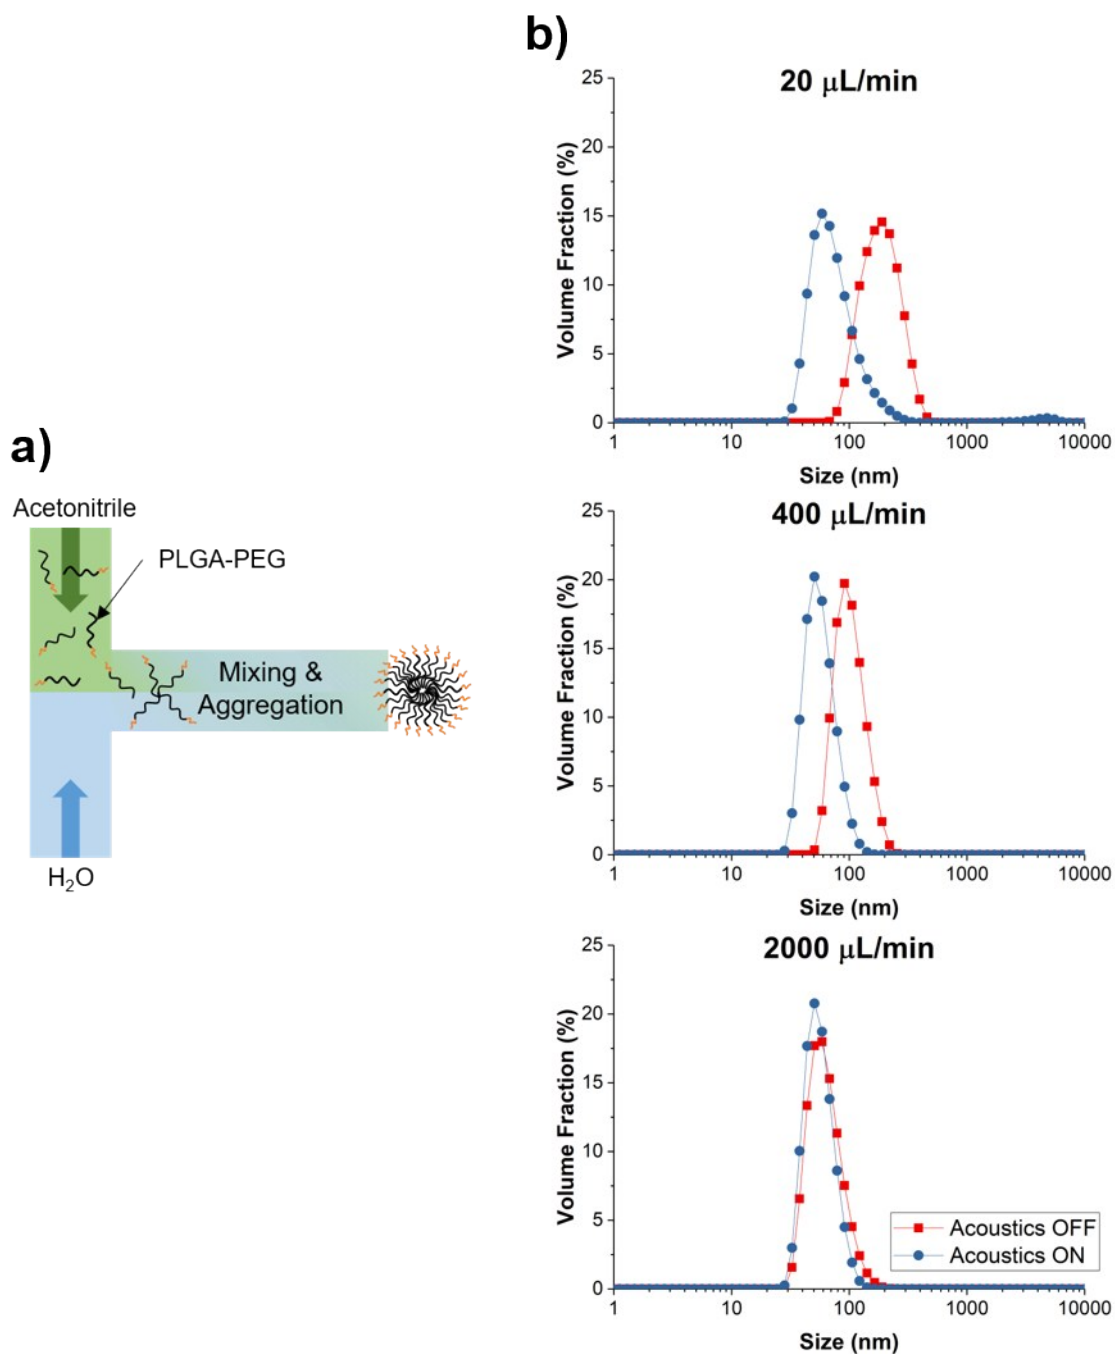 a)
Acetonitrile
PLGA-PEG
Mixing &
Aggregation
H₂O
b)
20 μL/min
Volume Fraction (%)
25
20
15
10
5
0
1 10 100 1000 10000
Size (nm)
400 μL/min
Volume Fraction (%)
25
20
15
10
5
0
1 10 100 1000 10000
Size (nm)
2000 μL/min
Volume Fraction (%)
25
20
15
10
5
0
Acoustics OFF
Acoustics ON
1 10 100 1000 10000
Size (nm)